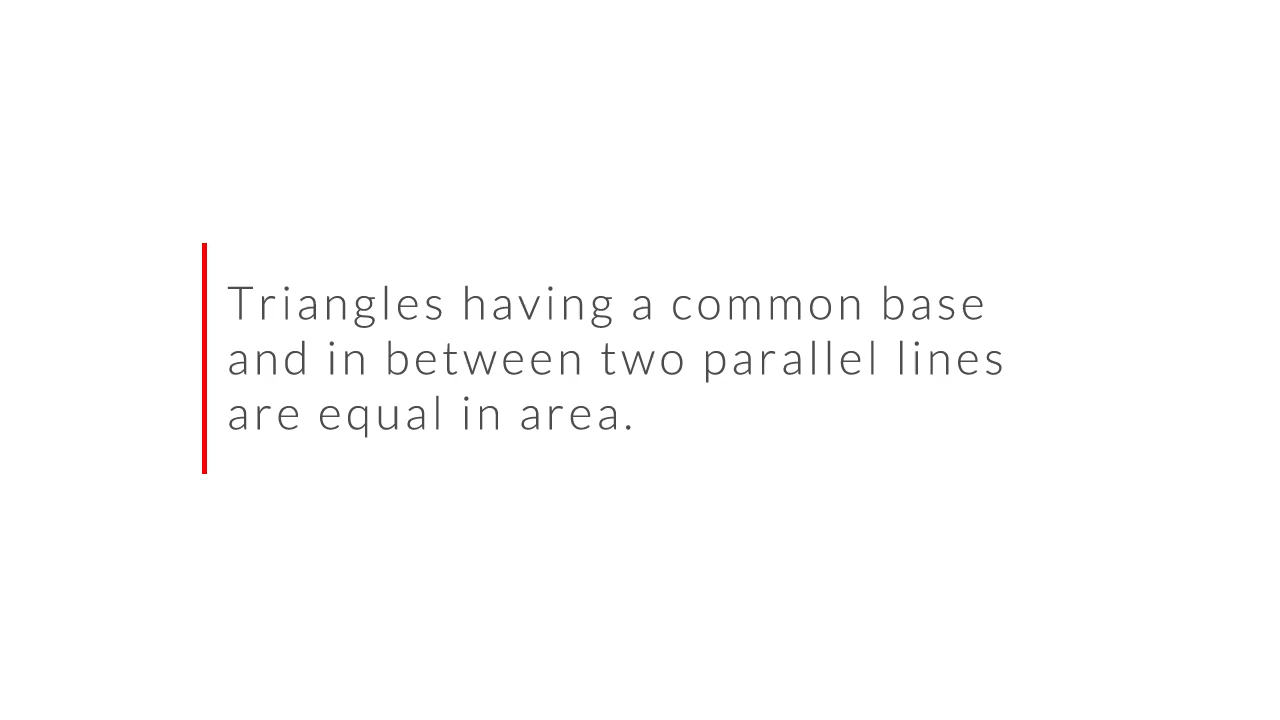 Triangles having a common base
and in between two parallel lines
are equal in area.